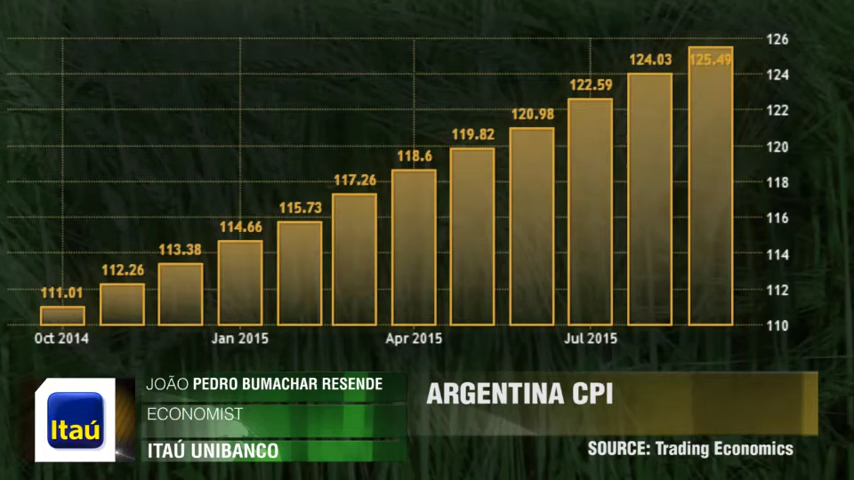 126
124
122
120
118
116
114
112
110
111.01
112.26
113.38
114.66
115.73
117.26
118.6
119.82
120.98
122.59
124.03
125.49
Oct 2014
Jan 2015
Apr 2015
Jul 2015
Itaú
JOÃO PEDRO BUMACHAR RESENDE
ECONOMIST
ITAÚ UNIBANCO
ARGENTINA CPI
SOURCE: Trading Economics